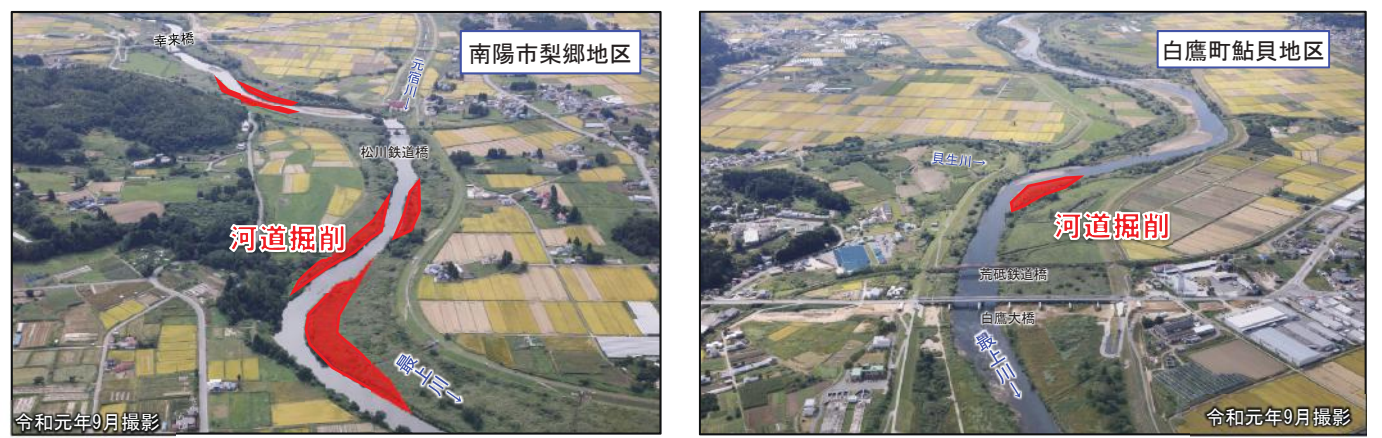 幸来橋
南陽市梨郷地区
元宿川→
松川鉄道橋
河道掘削
最上川→
令和元年9月撮影
白鷹町鮎貝地区
貝生川→
河道掘削
荒砥鉄道橋
白鷹大橋
最上川→
令和元年9月撮影